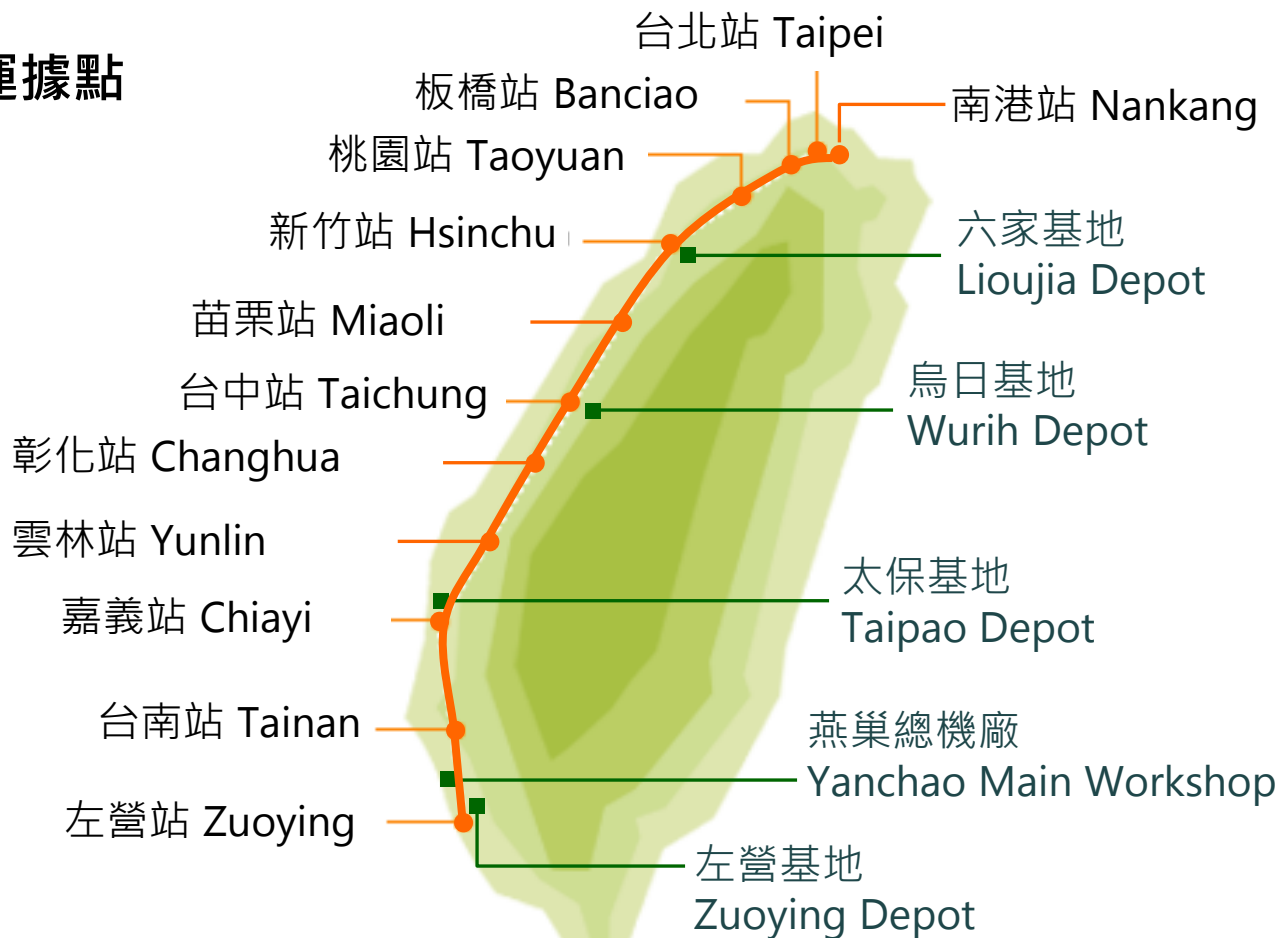 運據點
台北站 Taipei
板橋站 Banciao
南港站 Nankang
桃園站 Taoyuan
新竹站 Hsinchu
六家基地
Lioujia Depot
苗栗站 Miaoli
台中站 Taichung
烏日基地
Wurih Depot
彰化站 Changhua
雲林站 Yunlin
太保基地
Taipao Depot
嘉義站 Chiayi
台南站 Tainan
燕巢總機廠
Yanchao Main Workshop
左營站 Zuoying
左營基地
Zuoying Depot